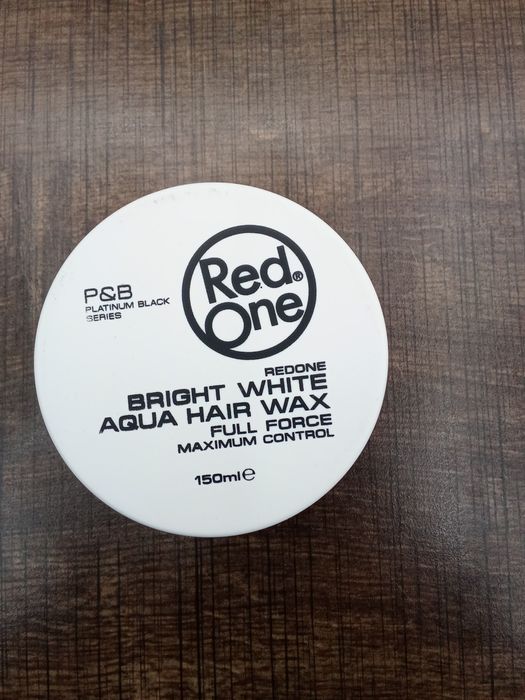 P&B
PLATINUM BLACK
SERIES
Red®
One
REDONE
BRIGHT WHITE
AQUA HAIR WAX
FULL FORCE
MAXIMUM CONTROL
150ml℮